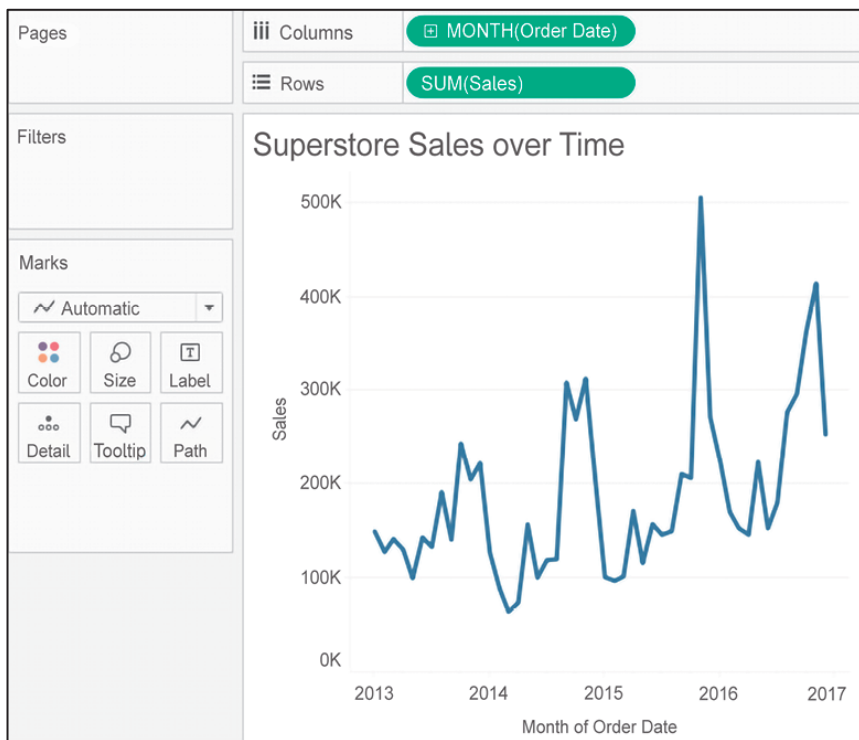 Pages
Columns
MONTH(Order Date)
Rows
SUM(Sales)
Filters
Marks
Automatic
Color
Size
T
Label
Detail
Tooltip
Path
Superstore Sales over Time
500K
400K
300K
200K
100K
0K
Sales
2013
2014
2015
2016
2017
Month of Order Date